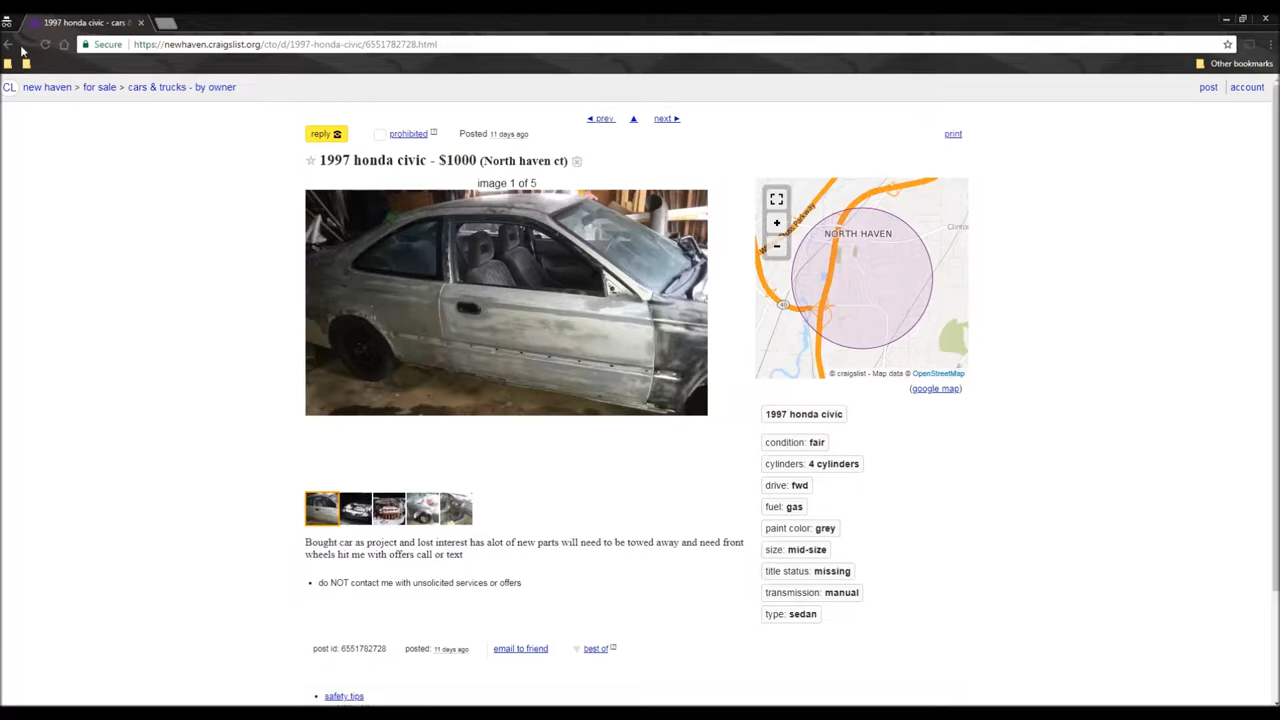 1997 honda civic - cars &
Secure https://newhaven.craigslist.org/cto/d/1997-honda-civic/6551782728.html
Other bookmarks
CL new haven > for sale > cars & trucks - by owner
post account
◄ prev ▲ next ►
reply prohibited Posted 11 days ago print
1997 honda civic - $1000 (North haven ct)
image 1 of 5
+
NORTH HAVEN
−
40
© craigslist - Map data © OpenStreetMap
(google map)
1997 honda civic
condition: fair
cylinders: 4 cylinders
drive: fwd
fuel: gas
paint color: grey
size: mid-size
title status: missing
transmission: manual
type: sedan
Bought car as project and lost interest has alot of new parts will need to be towed away and need front
wheels hit me with offers call or text
• do NOT contact me with unsolicited services or offers
post id: 6551782728 posted: 11 days ago email to friend best of
• safety tips